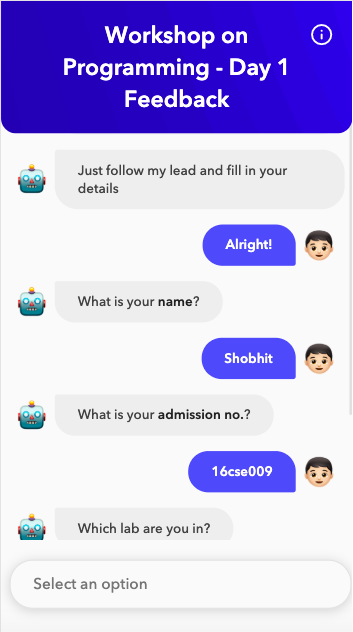 Workshop on
Programming - Day 1
Feedback
Just follow my lead and fill in your
details
Alright!
What is your name?
Shobhit
What is your admission no.?
16cse009
Which lab are you in?
Select an option